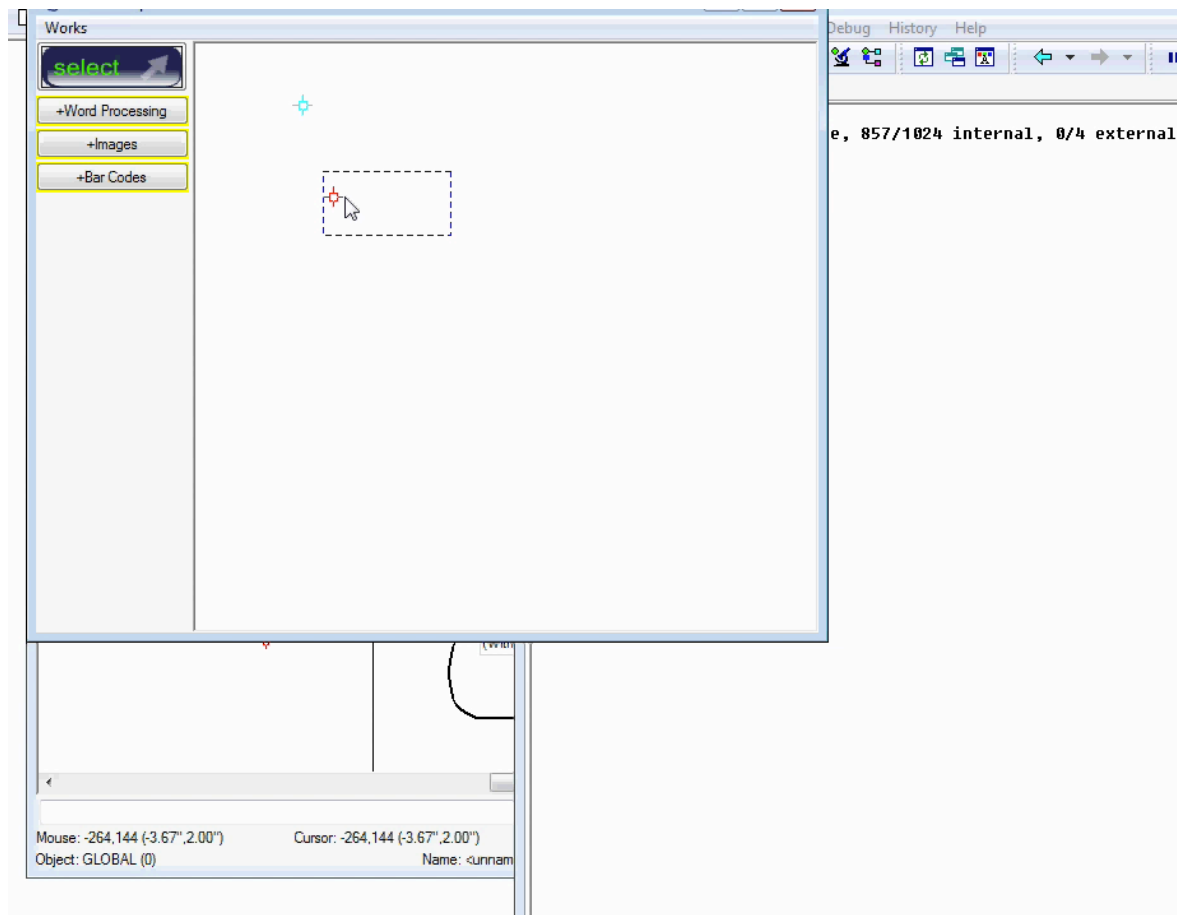 Works
Debug History Help
select
+Word Processing
+Images
+Bar Codes
e, 857/1024 internal, 0/4 external
Mouse: -264,144 (-3.67",2.00") Cursor: -264,144 (-3.67",2.00")
Object: GLOBAL (0) Name: <unnam